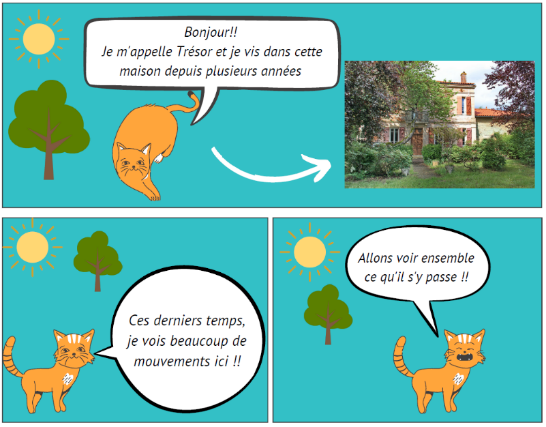 Bonjour!!
Je m'appelle Trésor et je vis dans cette
maison depuis plusieurs années
Ces derniers temps,
je vois beaucoup de
mouvements ici !!
Allons voir ensemble
ce qu'il s'y passe !!